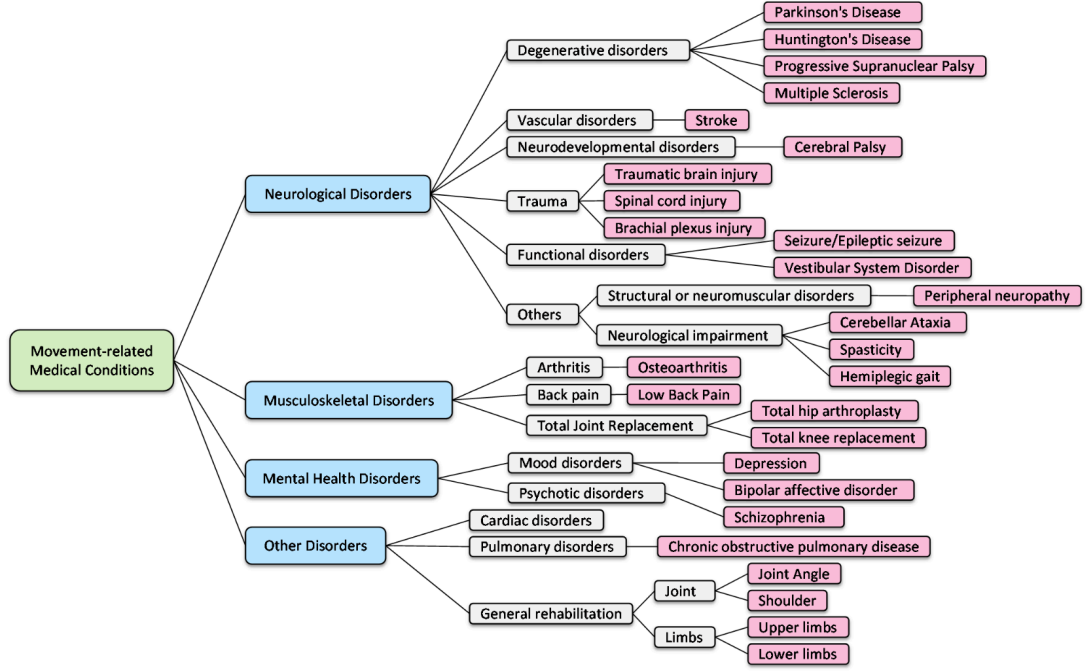 Parkinson's Disease
Huntington's Disease
Degenerative disorders
Progressive Supranuclear Palsy
Multiple Sclerosis
Vascular disorders
Stroke
Neurodevelopmental disorders
Cerebral Palsy
Traumatic brain injury
Neurological Disorders
Trauma
Spinal cord injury
Brachial plexus injury
Functional disorders
Seizure/Epileptic seizure
Vestibular System Disorder
Structural or neuromuscular disorders
Peripheral neuropathy
Others
Neurological impairment
Cerebellar Ataxia
Spasticity
Hemiplegic gait
Movement-related
Medical Conditions
Arthritis
Osteoarthritis
Musculoskeletal Disorders
Back pain
Low Back Pain
Total Joint Replacement
Total hip arthroplasty
Total knee replacement
Mood disorders
Depression
Mental Health Disorders
Bipolar affective disorder
Psychotic disorders
Schizophrenia
Cardiac disorders
Other Disorders
Pulmonary disorders
Chronic obstructive pulmonary disease
Joint Angle
Joint
Shoulder
General rehabilitation
Upper limbs
Limbs
Lower limbs